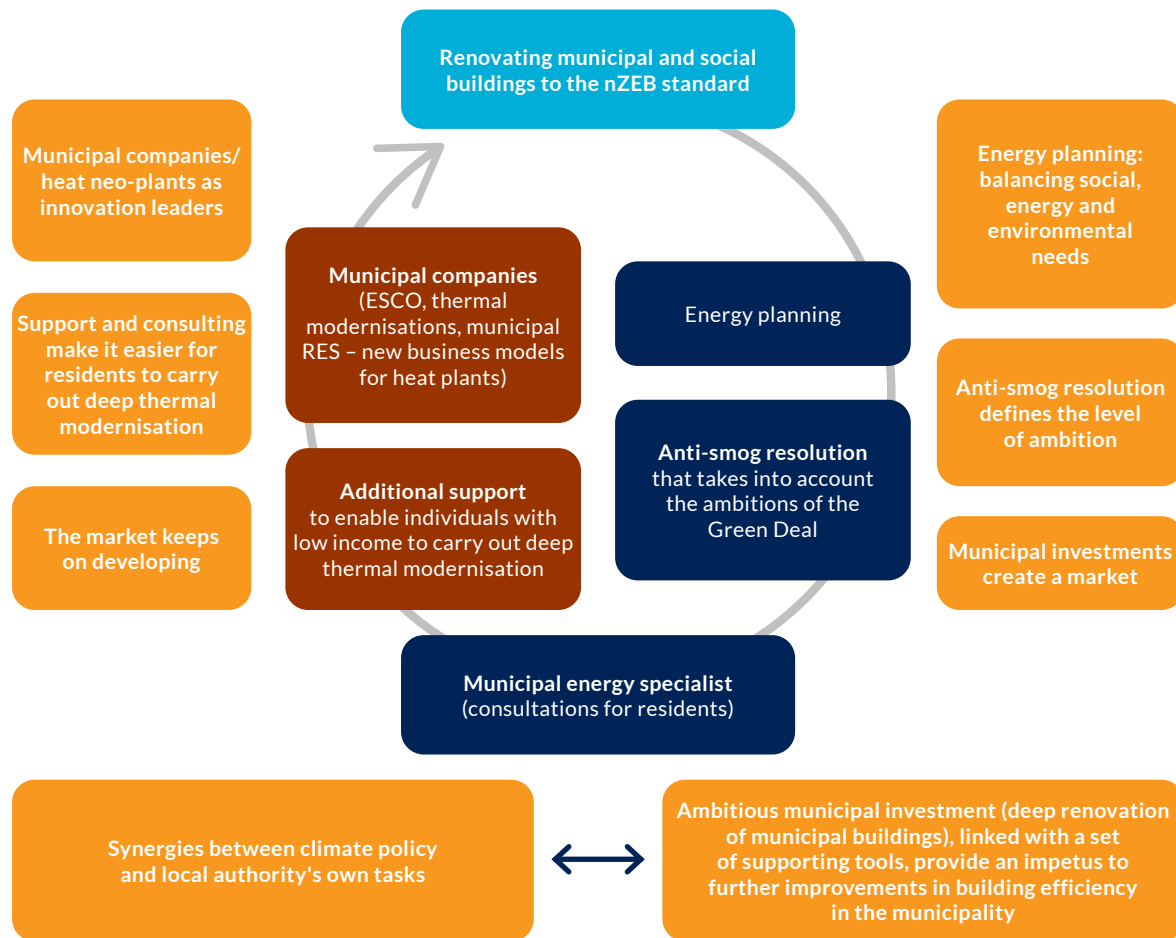 Renovating municipal and social
buildings to the nZEB standard
Municipal companies/
heat neo-plants as
innovation leaders
Support and consulting
make it easier for
residents to carry
out deep thermal
modernisation
The market keeps
on developing
Municipal companies
(ESCO, thermal
modernisations, municipal
RES – new business models
for heat plants)
Additional support
to enable individuals with
low income to carry out deep
thermal modernisation
Energy planning
Anti-smog resolution
that takes into account
the ambitions of the
Green Deal
Energy planning:
balancing social,
energy and
environmental
needs
Anti-smog resolution
defines the level
of ambition
Municipal investments
create a market
Municipal energy specialist
(consultations for residents)
Synergies between climate policy
and local authority's own tasks
Ambitious municipal investment (deep renovation
of municipal buildings), linked with a set
of supporting tools, provide an impetus to
further improvements in building efficiency
in the municipality